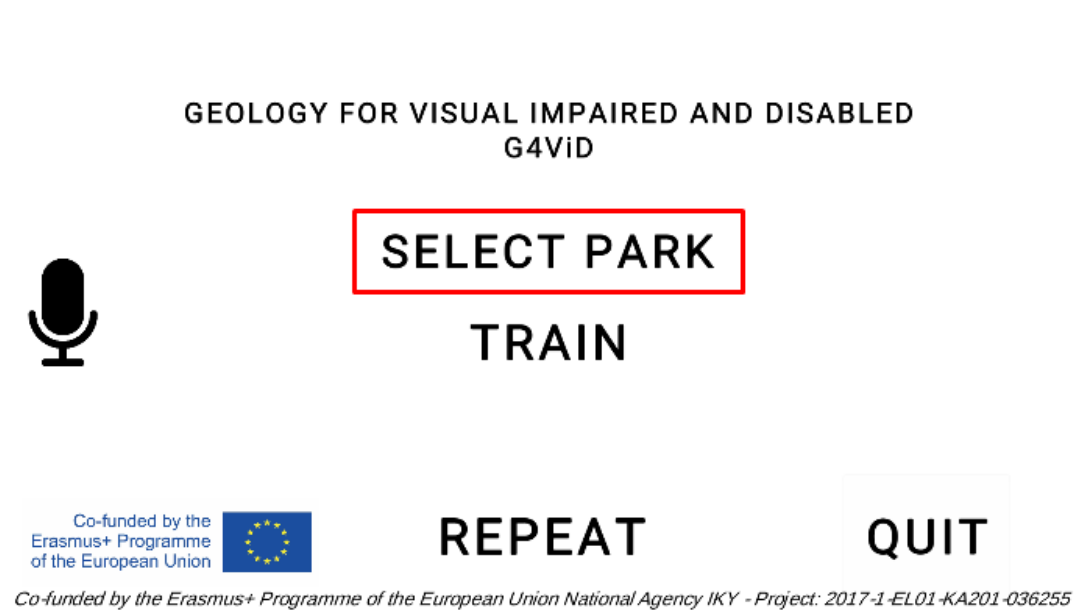 GEOLOGY FOR VISUAL IMPAIRED AND DISABLED
G4ViD
SELECT PARK
TRAIN
Co-funded by the
Erasmus+ Programme
of the European Union
REPEAT
QUIT
Co-funded by the Erasmus+ Programme of the European Union National Agency IKY - Project: 2017-1-EL01-KA201-036255